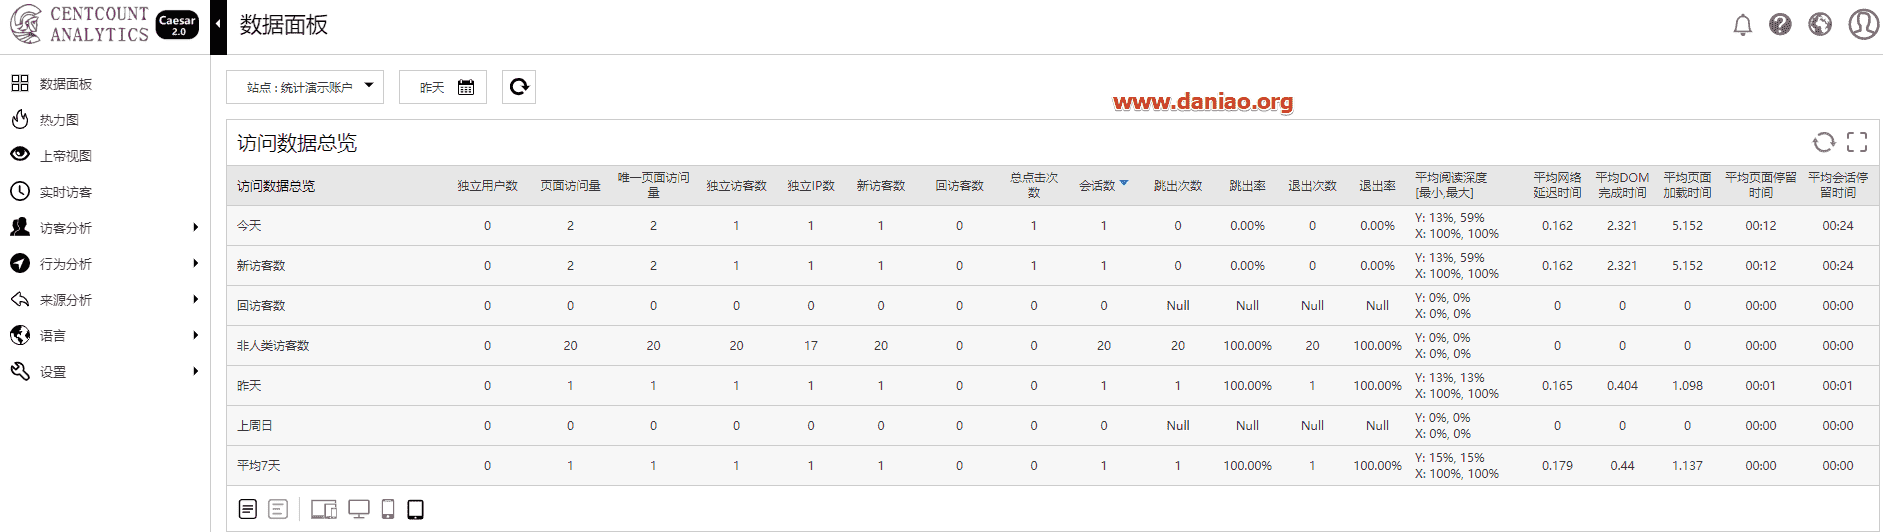 CENTCOUNT ANALYTICS
Caesar 2.0
数据面板
数据面板
热力图
上帝视图
实时访客
访客分析
行为分析
来源分析
语言
设置
站点 : 统计演示账户
昨天
www.daniao.org
访问数据总览
访问数据总览 独立用户数 页面访问量 唯一页面访问量 独立访客数 独立IP数 新访客数 回访客数 总点击次数 会话数 跳出次数 跳出率 退出次数 退出率 平均阅读深度 [最小,最大] 平均网络延迟时间 平均DOM完成时间 平均页面加载时间 平均页面停留时间 平均会话停留时间
今天 0 2 2 1 1 1 0 1 1 0 0.00% 0 0.00% Y: 13%, 59% X: 100%, 100% 0.162 2.321 5.152 00:12 00:24
新访客数 0 2 2 1 1 1 0 1 1 0 0.00% 0 0.00% Y: 13%, 59% X: 100%, 100% 0.162 2.321 5.152 00:12 00:24
回访客数 0 0 0 0 0 0 0 0 0 Null Null Null Null Y: 0%, 0% X: 0%, 0% 0 0 0 00:00 00:00
非人类访客数 0 20 20 20 17 20 0 0 20 20 100.00% 20 100.00% Y: 0%, 0% X: 0%, 0% 0 0 0 00:00 00:00
昨天 0 1 1 1 1 1 0 0 1 1 100.00% 1 100.00% Y: 13%, 13% X: 100%, 100% 0.165 0.404 1.098 00:01 00:01
上周日 0 0 0 0 0 0 0 0 0 Null Null Null Null Y: 0%, 0% X: 0%, 0% 0 0 0 00:00 00:00
平均7天 0 1 1 1 1 1 0 0 1 1 100.00% 1 100.00% Y: 15%, 15% X: 100%, 100% 0.179 0.44 1.137 00:00 00:00